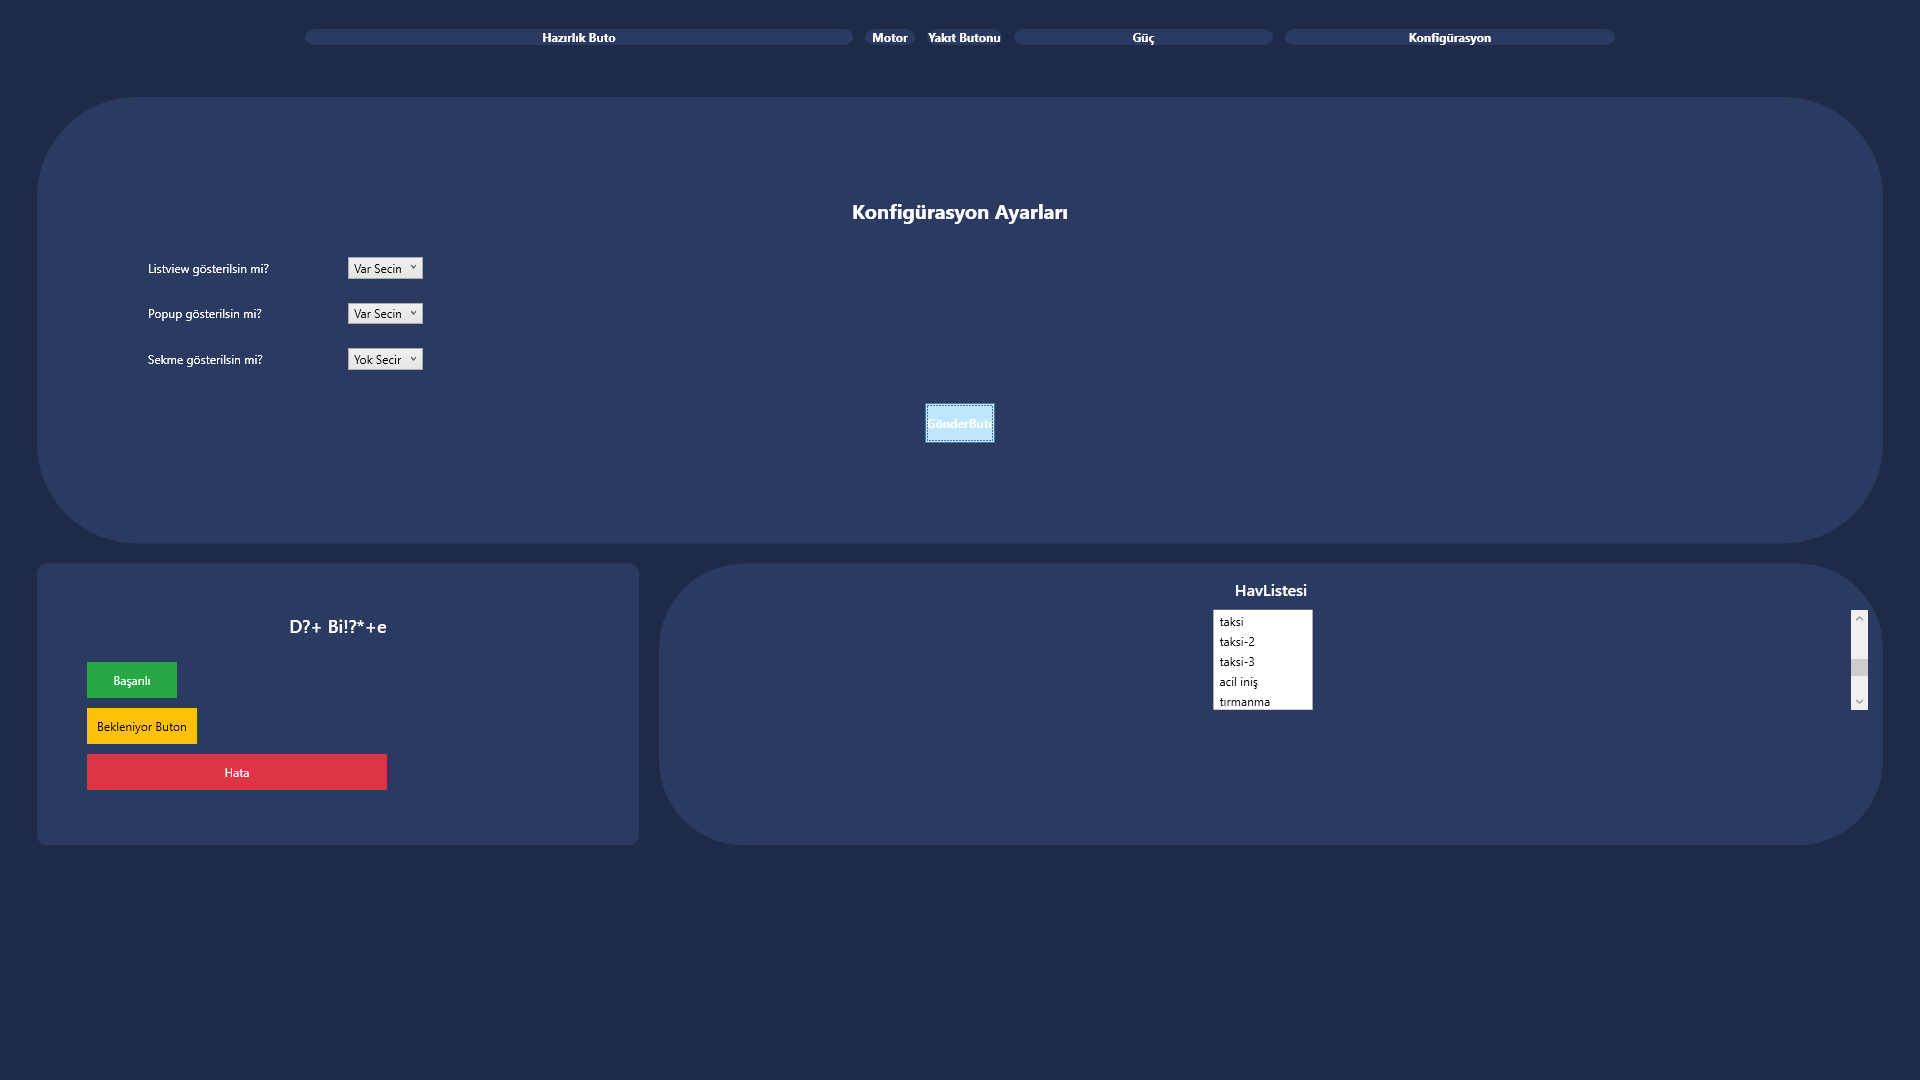 Hazırlık Buto
Motor
Yakıt Butonu
Güç
Konfigürasyon
Konfigürasyon Ayarları
Listview gösterilsin mi?
Var Secin
Popup gösterilsin mi?
Var Secin
Sekme gösterilsin mi?
Yok Secir
GönderButo
D?+ Bi!?*+e
Başarılı
Bekleniyor Buton
Hata
HavListesi
taksi
taksi-2
taksi-3
acil iniş
tırmanma